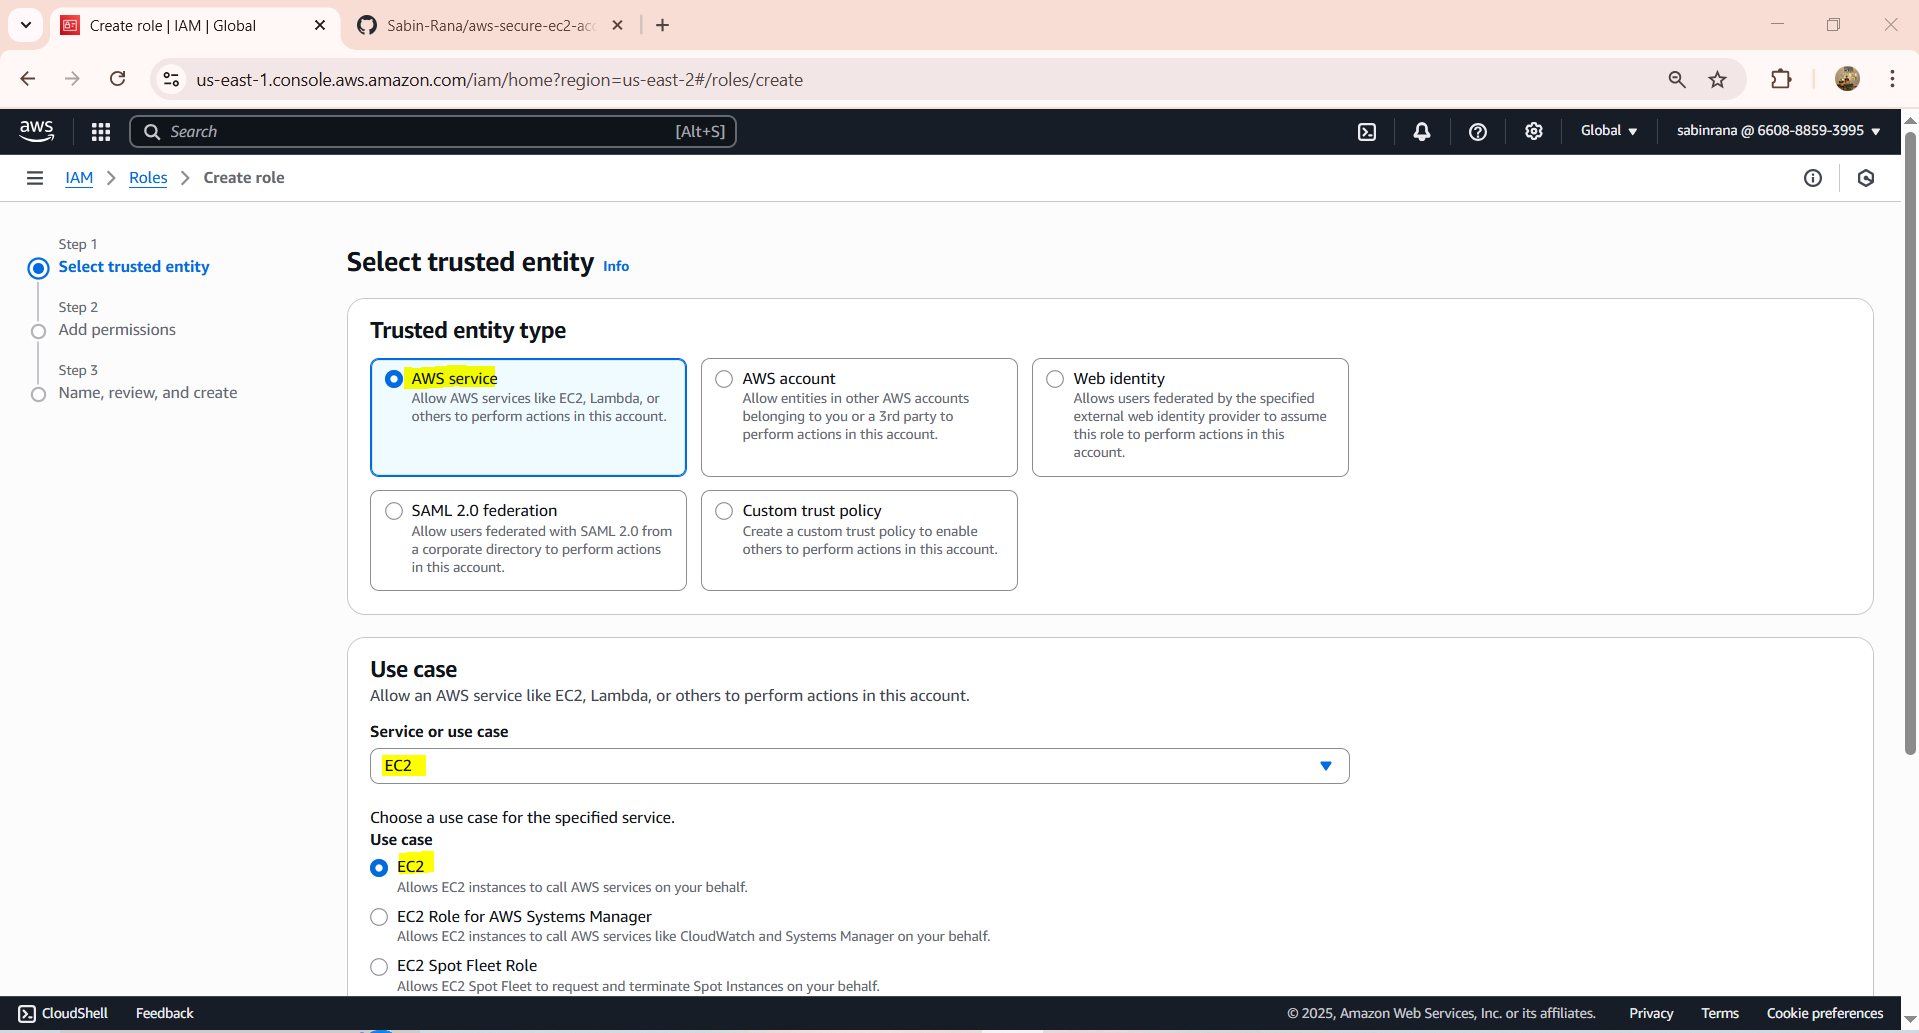 Create role | IAM | Global
Sabin-Rana/aws-secure-ec2-acc
us-east-1.console.aws.amazon.com/iam/home?region=us-east-2#/roles/create
aws
Search
[Alt+S]
Global
sabinrana @ 6608-8859-3995
IAM
Roles
Create role
Step 1
Select trusted entity
Step 2
Add permissions
Step 3
Name, review, and create
Select trusted entity Info
Trusted entity type
AWS service
Allow AWS services like EC2, Lambda, or
others to perform actions in this account.
AWS account
Allow entities in other AWS accounts
belonging to you or a 3rd party to
perform actions in this account.
Web identity
Allows users federated by the specified
external web identity provider to assume
this role to perform actions in this
account.
SAML 2.0 federation
Allow users federated with SAML 2.0 from
a corporate directory to perform actions
in this account.
Custom trust policy
Create a custom trust policy to enable
others to perform actions in this account.
Use case
Allow an AWS service like EC2, Lambda, or others to perform actions in this account.
Service or use case
EC2
Choose a use case for the specified service.
Use case
EC2
Allows EC2 instances to call AWS services on your behalf.
EC2 Role for AWS Systems Manager
Allows EC2 instances to call AWS services like CloudWatch and Systems Manager on your behalf.
EC2 Spot Fleet Role
Allows EC2 Spot Fleet to request and terminate Spot Instances on your behalf.
CloudShell
Feedback
© 2025, Amazon Web Services, Inc. or its affiliates.
Privacy
Terms
Cookie preferences